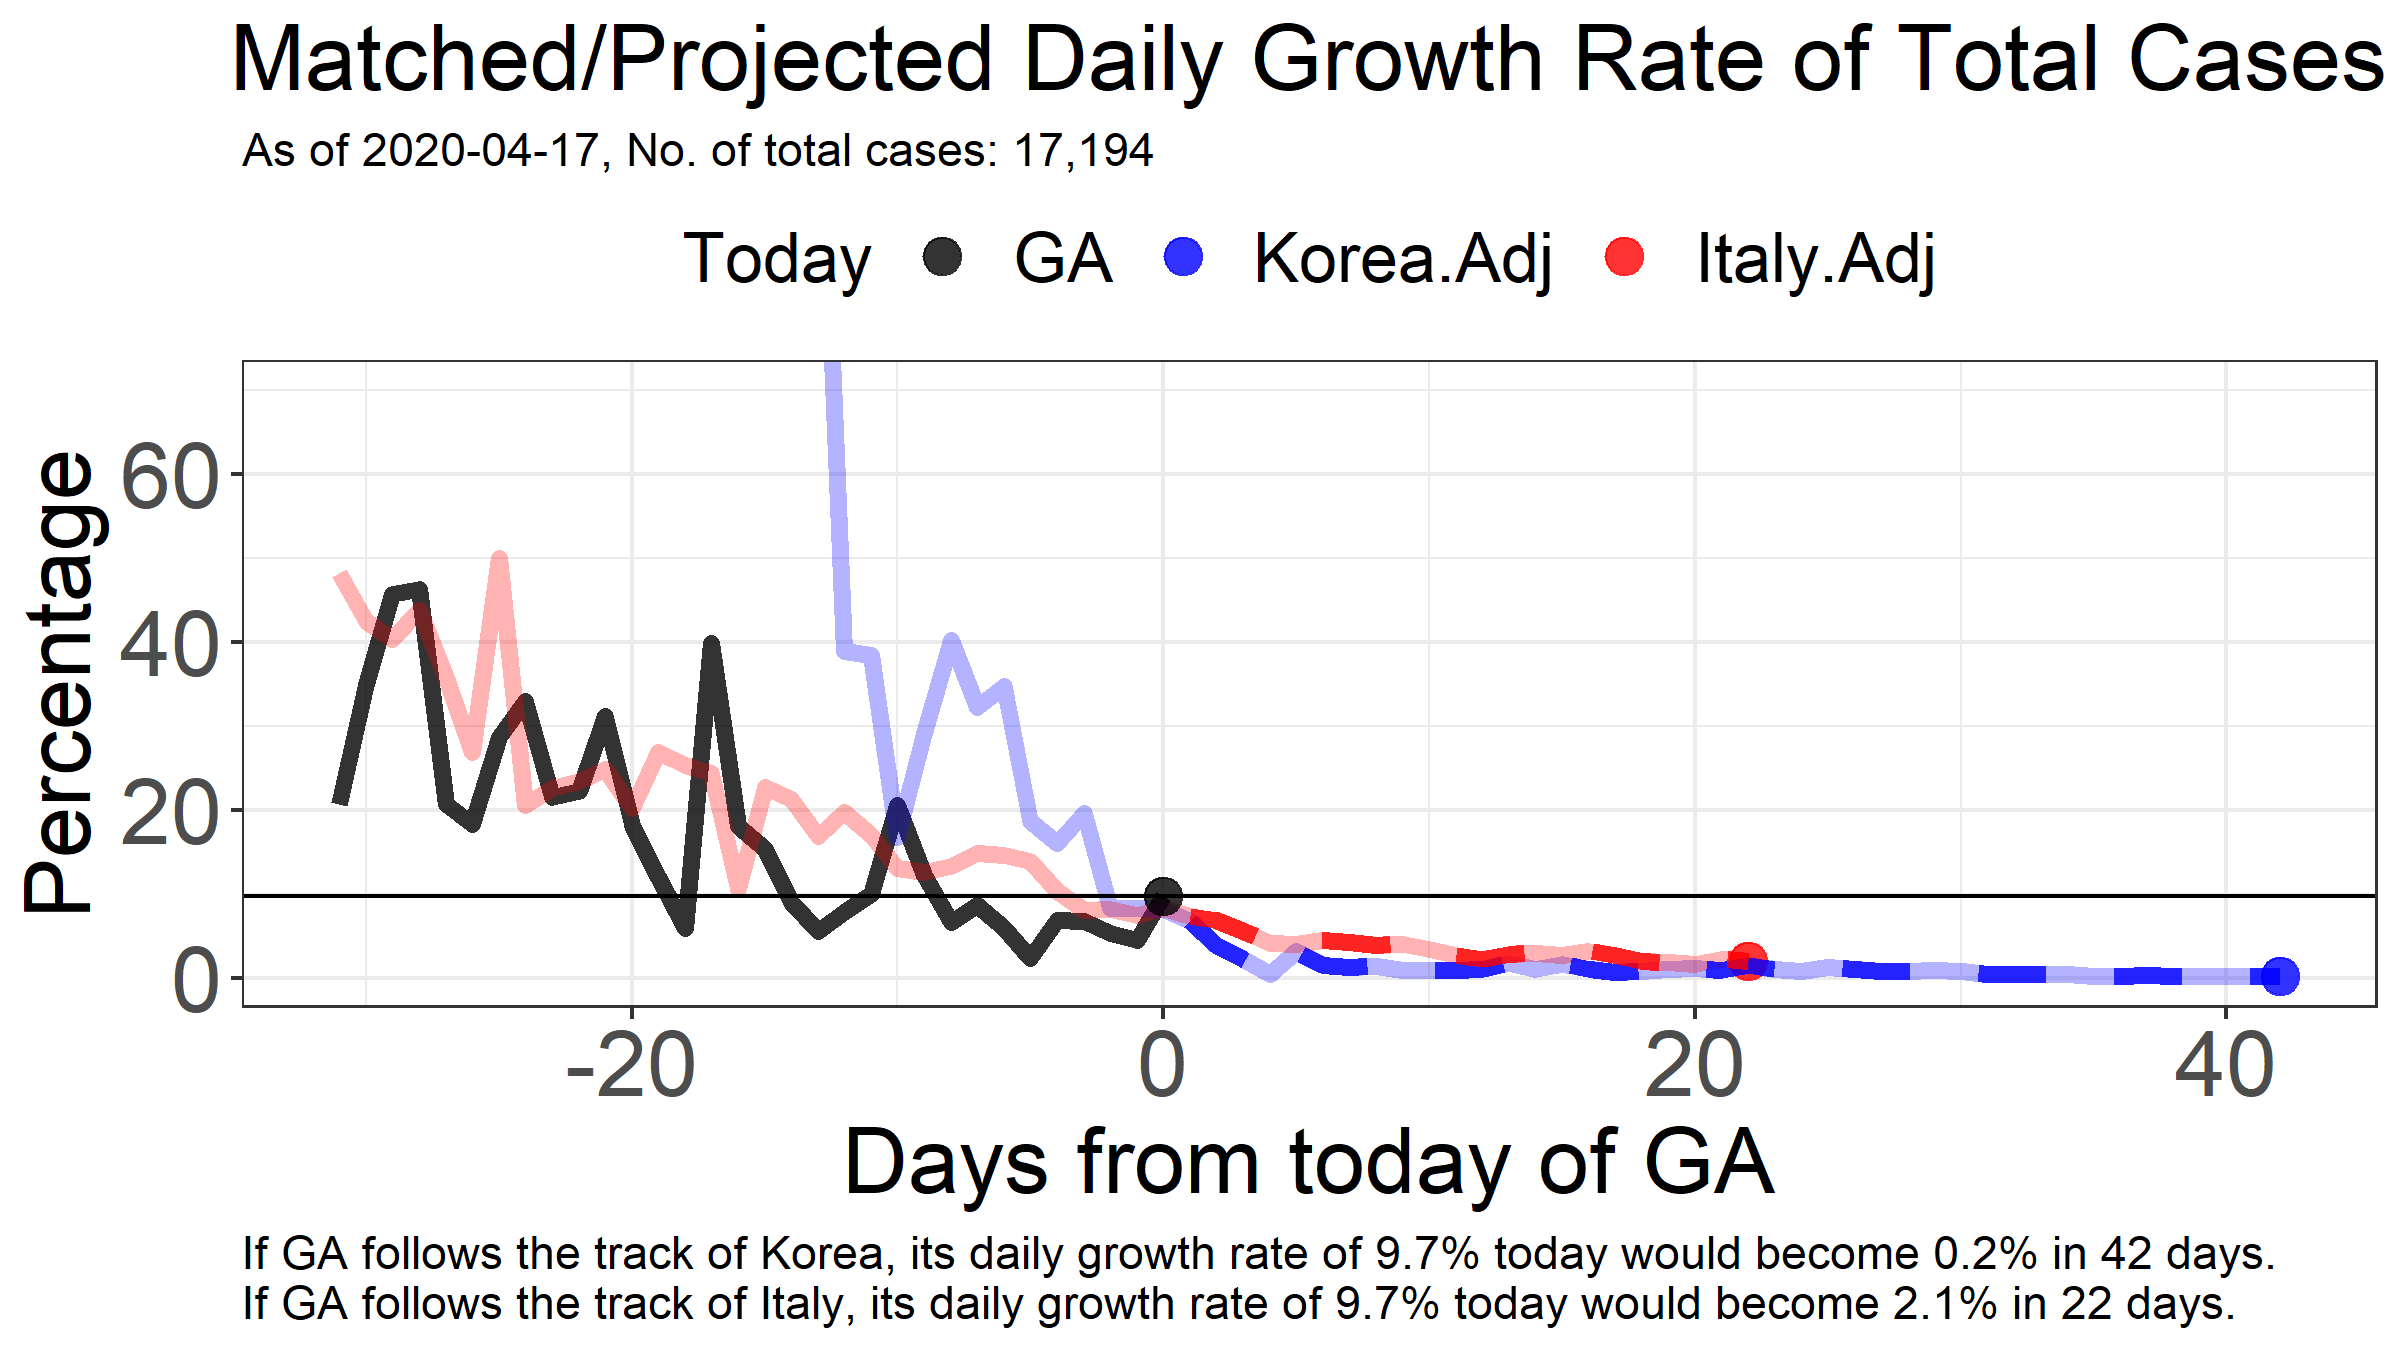 Matched/Projected Daily Growth Rate of Total Cases
As of 2020-04-17, No. of total cases: 17,194
Today GA Korea.Adj Italy.Adj
Percentage
60
40
20
0
-20 0 20 40
Days from today of GA
If GA follows the track of Korea, its daily growth rate of 9.7% today would become 0.2% in 42 days.
If GA follows the track of Italy, its daily growth rate of 9.7% today would become 2.1% in 22 days.